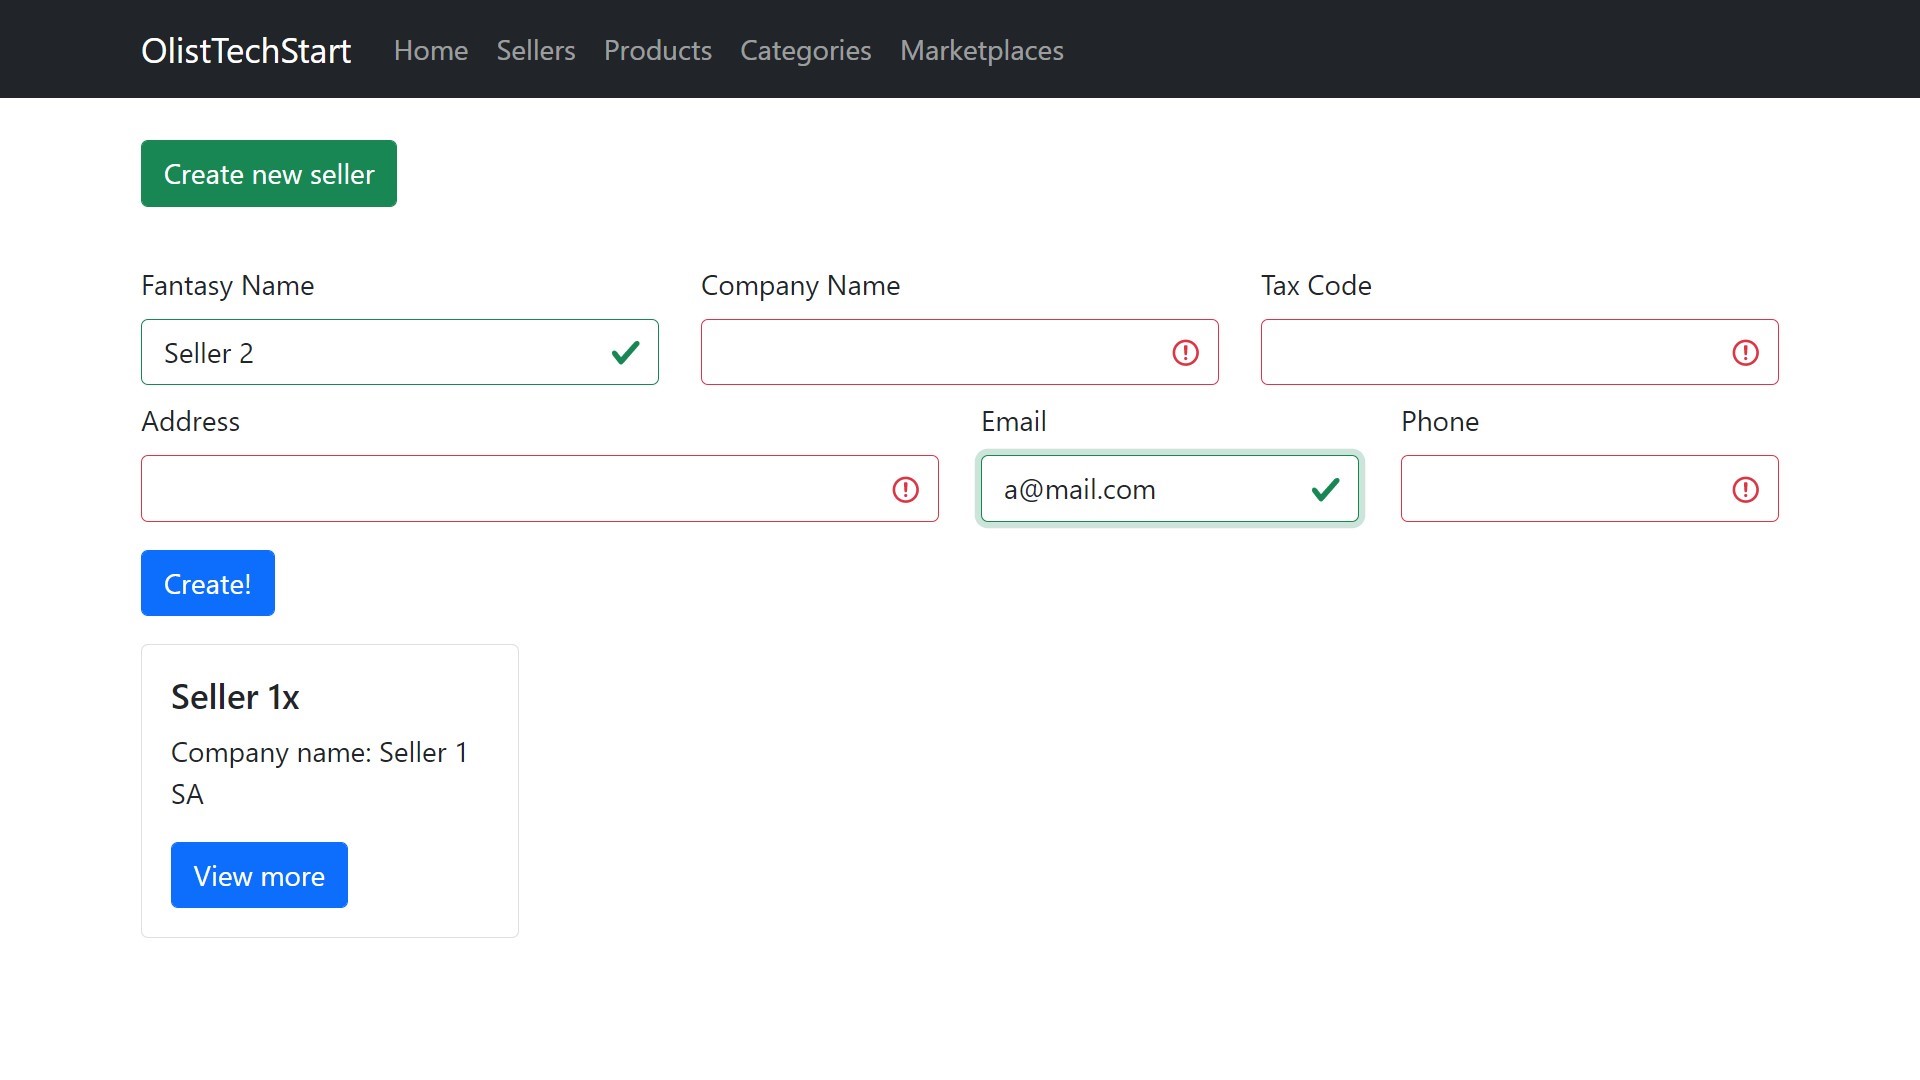 OlistTechStart Home Sellers Products Categories Marketplaces
Create new seller
Fantasy Name Company Name Tax Code
Seller 2
Address Email Phone
a@mail.com
Create!
Seller 1x
Company name: Seller 1
SA
View more